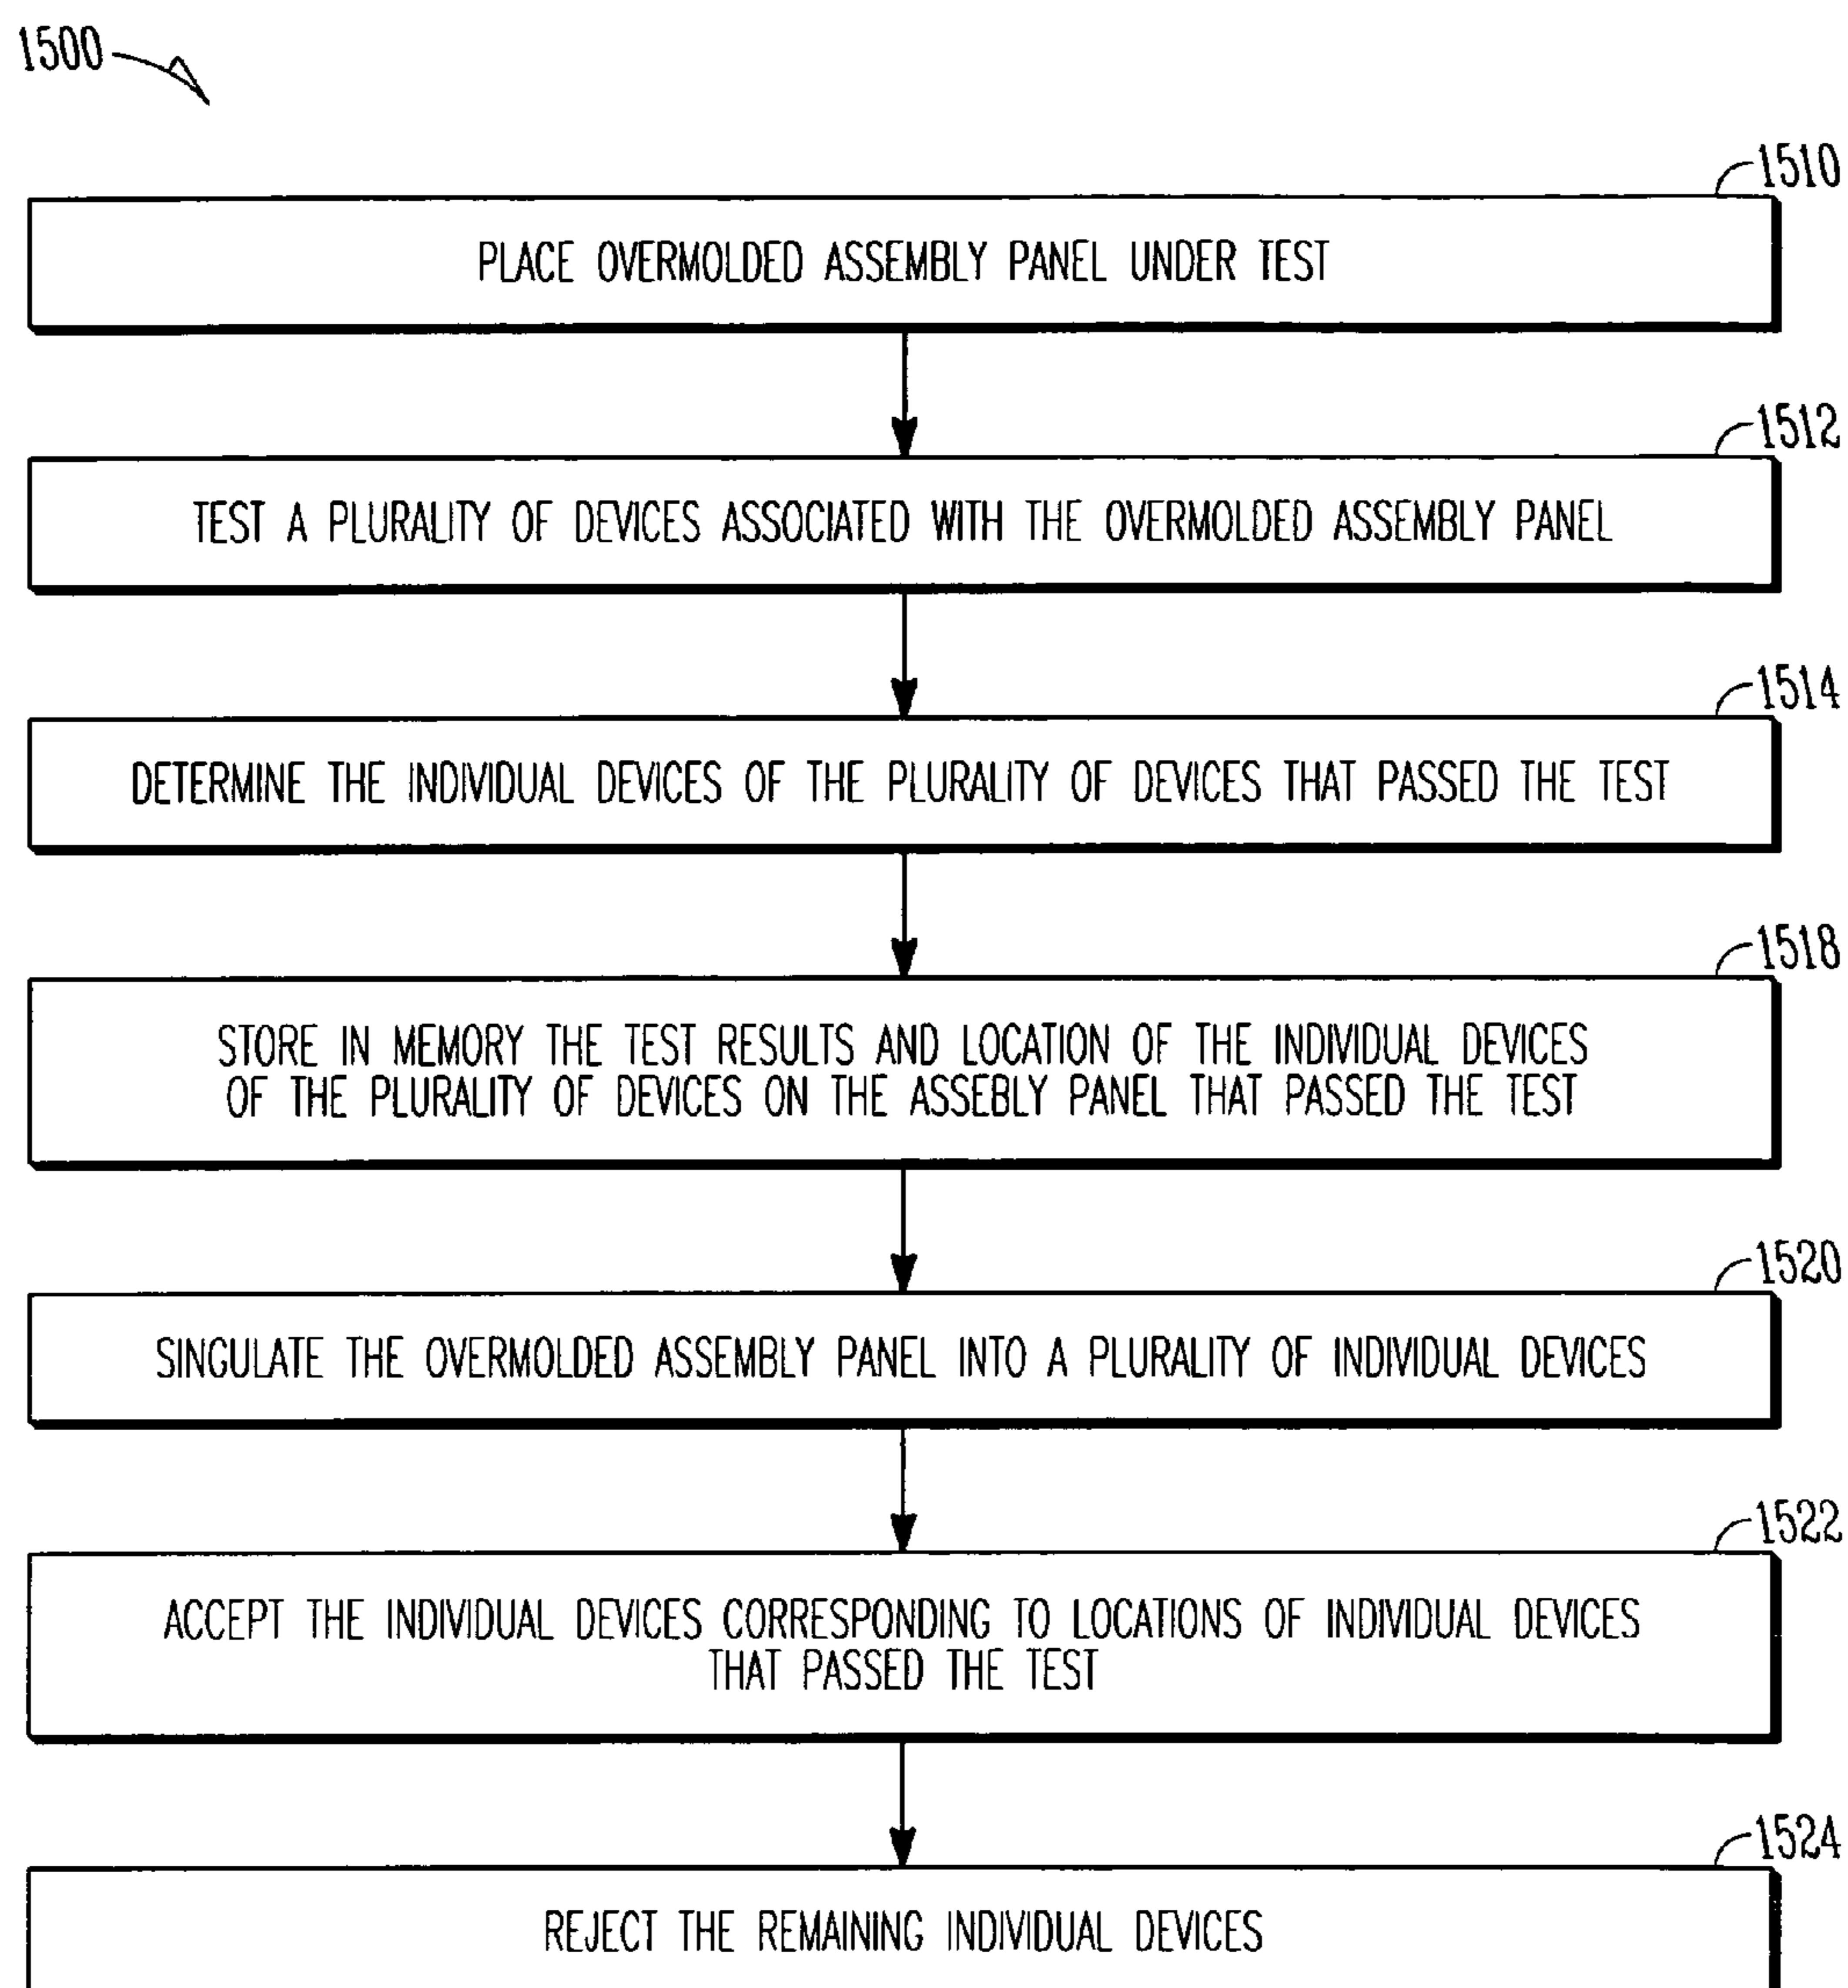 1500
1510
PLACE OVERMOLDED ASSEMBLY PANEL UNDER TEST
1512
TEST A PLURALITY OF DEVICES ASSOCIATED WITH THE OVERMOLDED ASSEMBLY PANEL
1514
DETERMINE THE INDIVIDUAL DEVICES OF THE PLURALITY OF DEVICES THAT PASSED THE TEST
1518
STORE IN MEMORY THE TEST RESULTS AND LOCATION OF THE INDIVIDUAL DEVICES
OF THE PLURALITY OF DEVICES ON THE ASSEBLY PANEL THAT PASSED THE TEST
1520
SINGULATE THE OVERMOLDED ASSEMBLY PANEL INTO A PLURALITY OF INDIVIDUAL DEVICES
1522
ACCEPT THE INDIVIDUAL DEVICES CORRESPONDING TO LOCATIONS OF INDIVIDUAL DEVICES
THAT PASSED THE TEST
1524
REJECT THE REMAINING INDIVIDUAL DEVICES